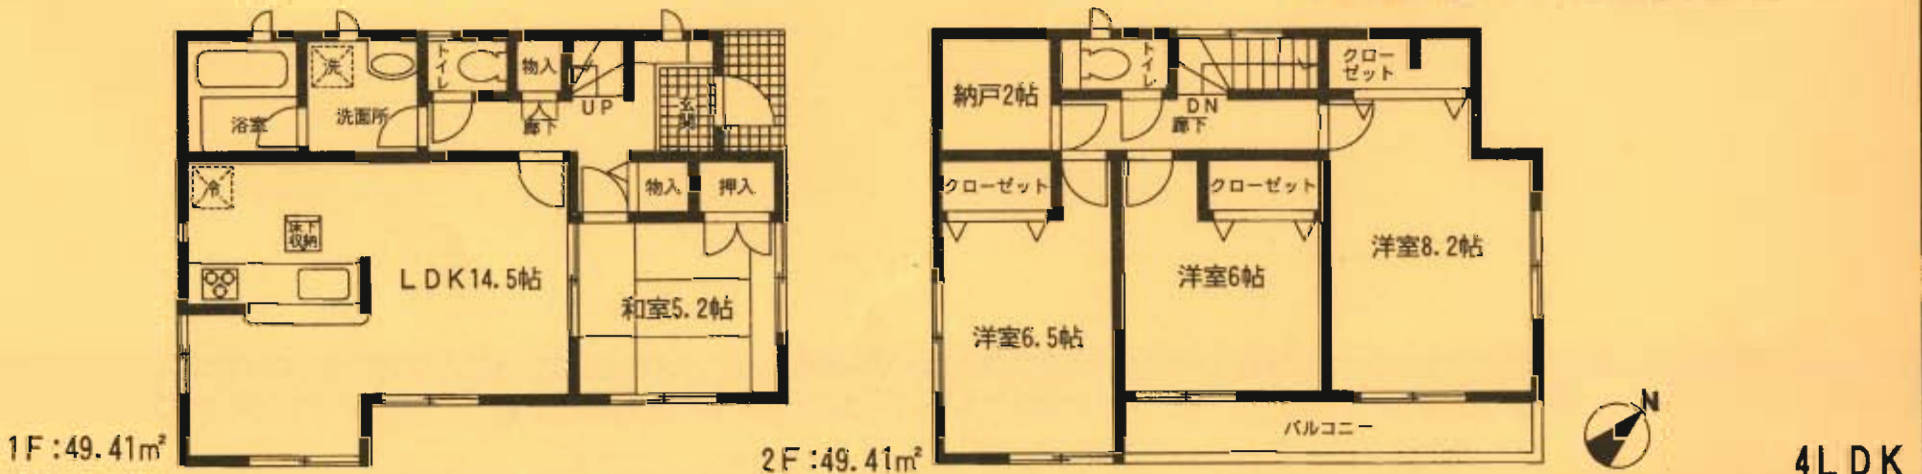 浴室
洗
洗面所
トイレ
物入
UP
廊下
玄関
冷
床下
収納
LDK14.5帖
物入
押入
和室5.2帖
1F:49.41㎡
納戸2帖
トイレ
DN
廊下
クロー
ゼット
クローゼット
クローゼット
洋室6.5帖
洋室6帖
洋室8.2帖
バルコニー
2F:49.41㎡
N
4LDK